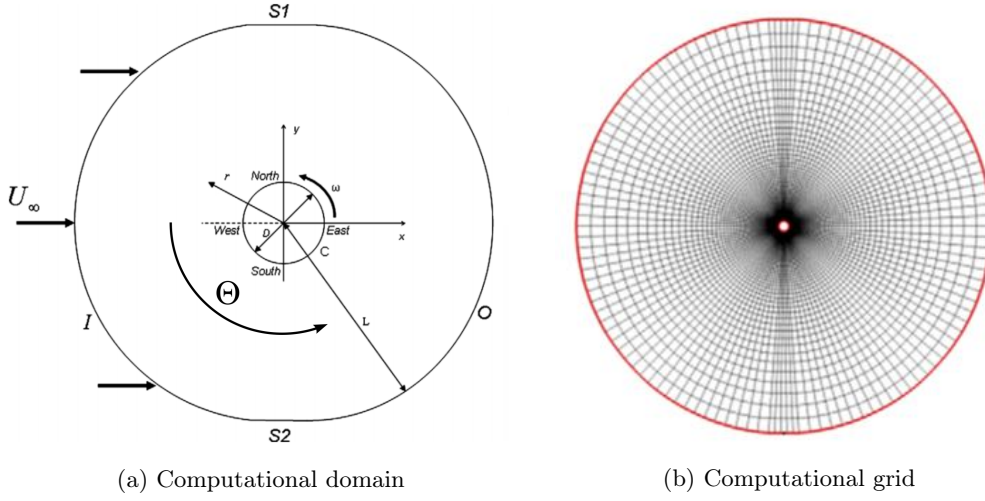 S1
y
North
r
ω
U∞
West
D
East
x
C
South
Θ
L
I
O
S2
(a) Computational domain
(b) Computational grid